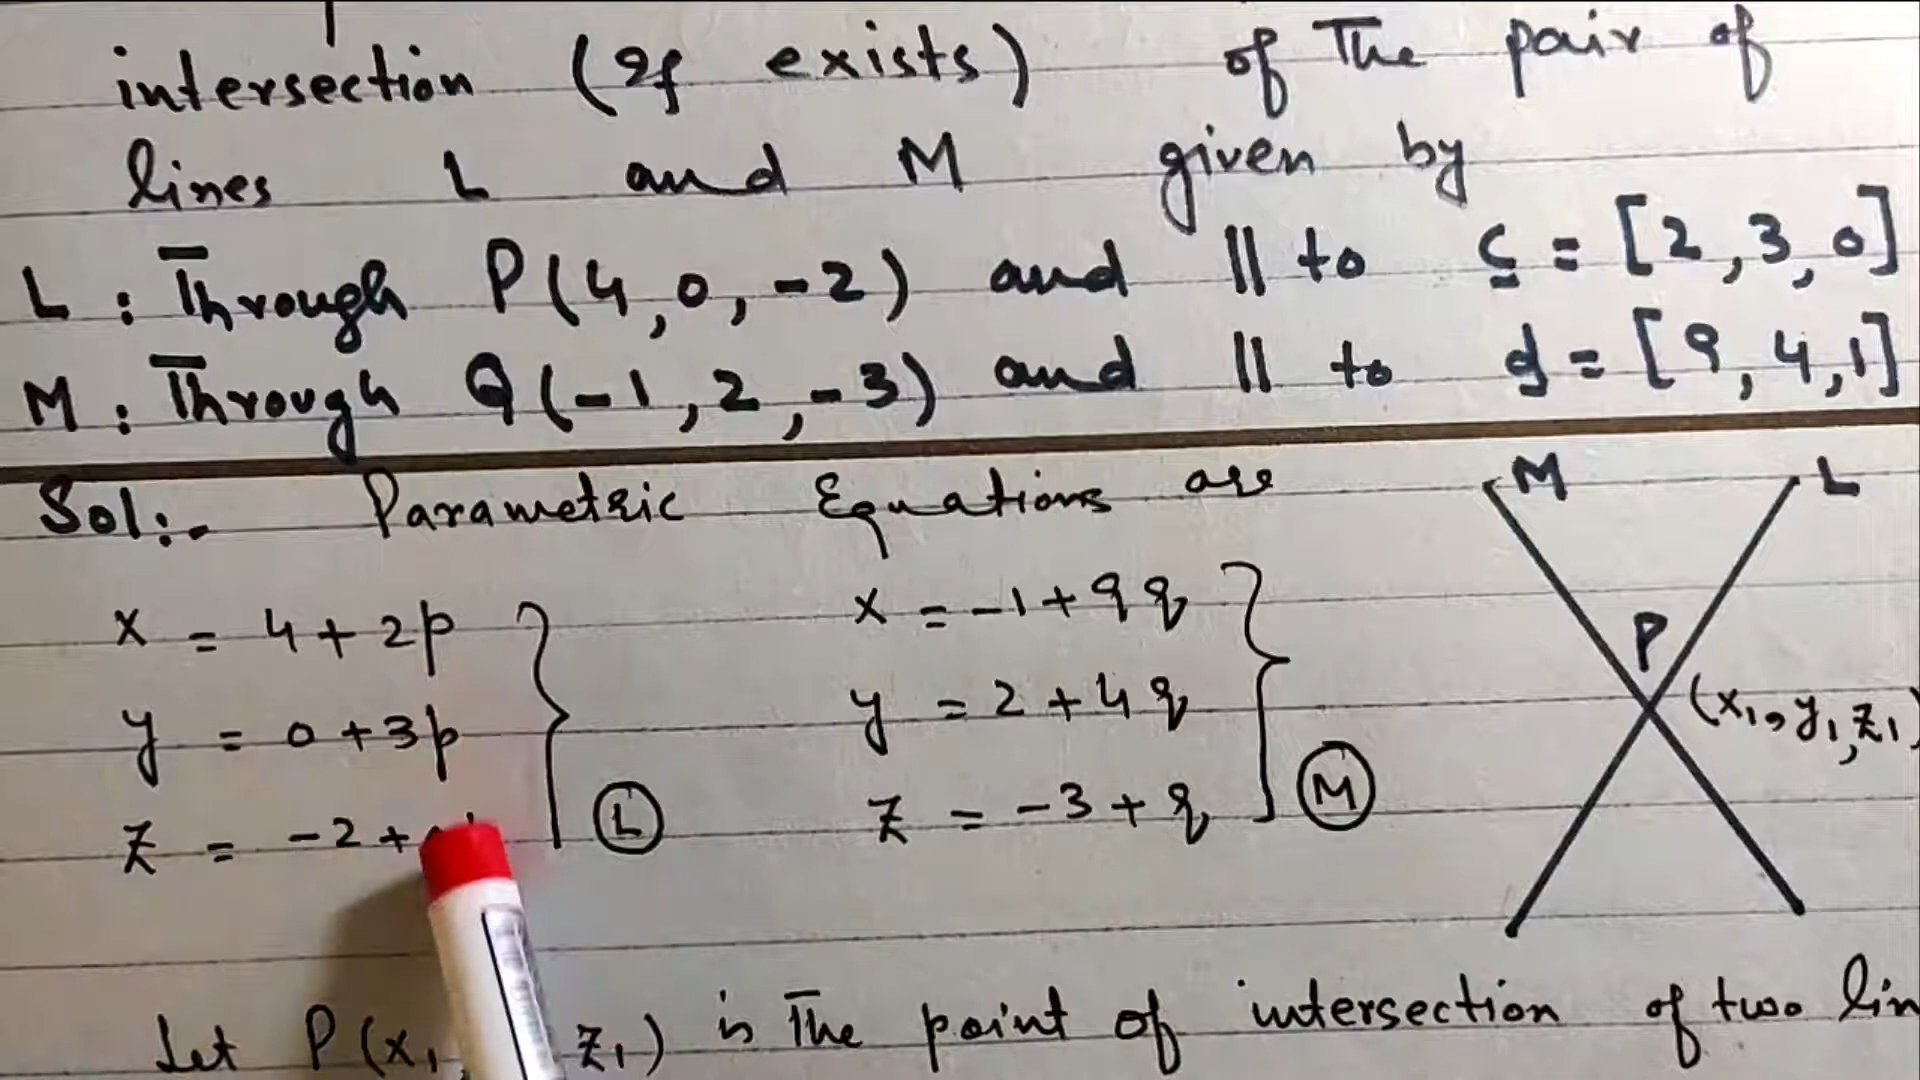 intersection (If exists) of The pair of
lines L and M given by
L : Through P(4, 0, -2) and || to c = [2, 3, 0]
M : Through Q(-1, 2, -3) and || to d = [9, 4, 1]
Sol:- Parametric Equations are
x = 4 + 2p
y = 0 + 3p
z = -2 +
L
x = -1 + 9q
y = 2 + 4q
z = -3 + q
M
M L
P
(x1, y1, z1)
Let P(x1, z1) is The point of intersection of two lin